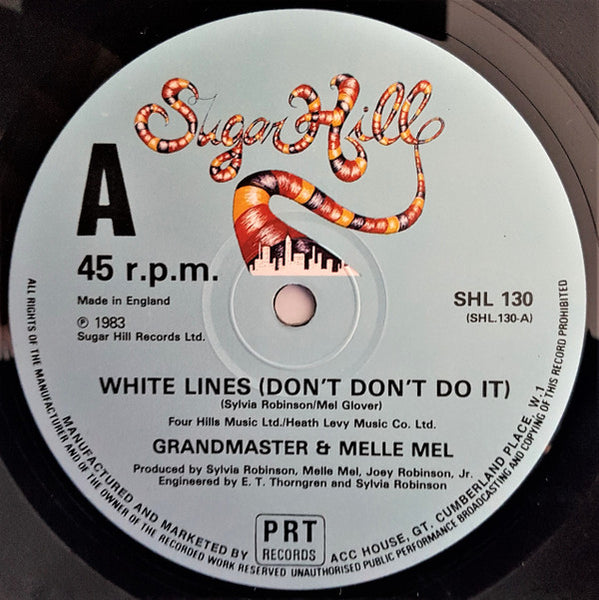 Sugar Hill
A
45 r.p.m.
Made in England
℗ 1983
Sugar Hill Records Ltd.
SHL 130
(SHL.130-A)
WHITE LINES (DON'T DON'T DO IT)
(Sylvia Robinson/Mel Glover)
Four Hills Music Ltd./Heath Levy Music Co. Ltd.
GRANDMASTER & MELLE MEL
Produced by Sylvia Robinson, Melle Mel, Joey Robinson, Jr.
Engineered by E. T. Thorngren and Sylvia Robinson
MANUFACTURED AND MARKETED BY
PRT
RECORDS
ACC HOUSE, GT. CUMBERLAND PLACE, W.1
ALL RIGHTS OF THE MANUFACTURER AND OF THE OWNER OF THE RECORDED WORK RESERVED UNAUTHORISED PUBLIC PERFORMANCE BROADCASTING AND COPYING OF THIS RECORD PROHIBITED